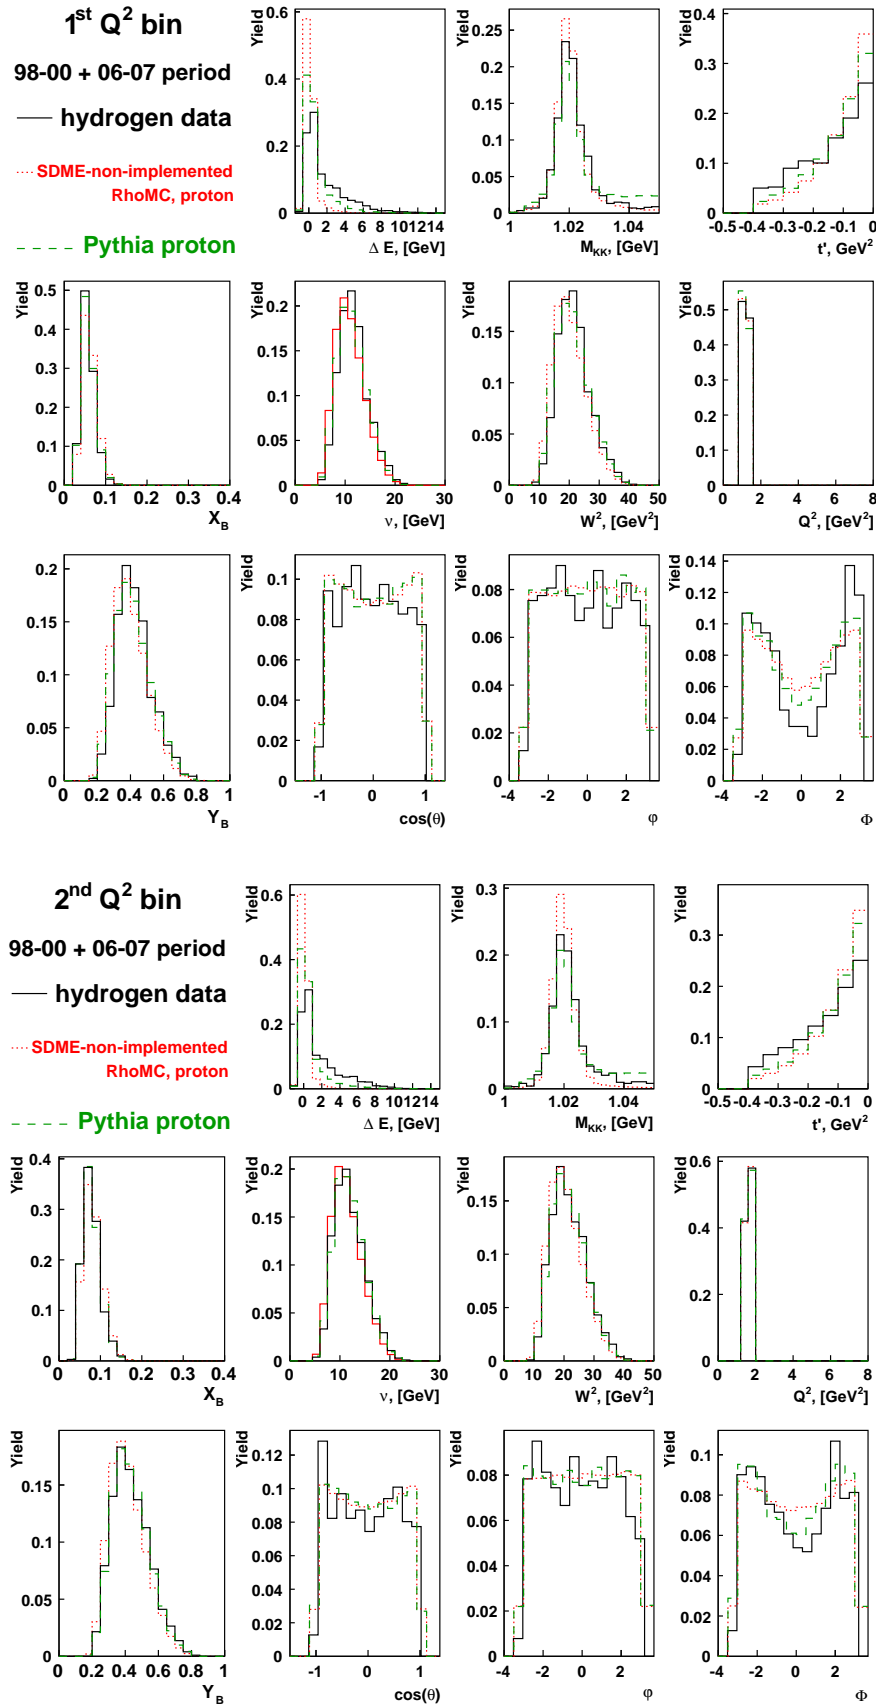 1st Q2 bin
98-00 + 06-07 period
hydrogen data
SDME-non-implemented
RhoMC, proton
Pythia proton
Yield
0.6
0.4
0.2
0
0 2 4 6 8 10 12 14
Δ E, [GeV]
Yield
0.25
0.2
0.15
0.1
0.05
0
1 1.02 1.04
MKK, [GeV]
Yield
0.4
0.3
0.2
0.1
0
-0.5 -0.4 -0.3 -0.2 -0.1 0
t', GeV2
Yield
0.5
0.4
0.3
0.2
0.1
0
0 0.1 0.2 0.3 0.4
XB
Yield
0.2
0.15
0.1
0.05
0
0 10 20 30
ν, [GeV]
Yield
0.2
0.15
0.1
0.05
0
0 10 20 30 40 50
W2, [GeV2]
Yield
0.5
0.4
0.3
0.2
0.1
0
0 2 4 6 8
Q2, [GeV2]
Yield
0.2
0.15
0.1
0.05
0
0 0.2 0.4 0.6 0.8 1
YB
Yield
0.1
0.08
0.06
0.04
0.02
0
-1 0 1
cos(θ)
Yield
0.08
0.06
0.04
0.02
0
-4 -2 0 2
φ
Yield
0.14
0.12
0.1
0.08
0.06
0.04
0.02
0
-4 -2 0 2
Φ
2nd Q2 bin
98-00 + 06-07 period
hydrogen data
SDME-non-implemented
RhoMC, proton
Pythia proton
Yield
0.6
0.4
0.2
0
0 2 4 6 8 10 12 14
Δ E, [GeV]
Yield
0.3
0.2
0.1
0
1 1.02 1.04
MKK, [GeV]
Yield
0.3
0.2
0.1
0
-0.5 -0.4 -0.3 -0.2 -0.1 0
t', GeV2
Yield
0.4
0.3
0.2
0.1
0
0 0.1 0.2 0.3 0.4
XB
Yield
0.2
0.15
0.1
0.05
0
0 10 20 30
ν, [GeV]
Yield
0.15
0.1
0.05
0
0 10 20 30 40 50
W2, [GeV2]
Yield
0.6
0.4
0.2
0
0 2 4 6 8
Q2, [GeV2]
Yield
0.15
0.1
0.05
0
0 0.2 0.4 0.6 0.8 1
YB
Yield
0.12
0.1
0.08
0.06
0.04
0.02
0
-1 0 1
cos(θ)
Yield
0.08
0.06
0.04
0.02
0
-4 -2 0 2
φ
Yield
0.1
0.08
0.06
0.04
0.02
0
-4 -2 0 2
Φ